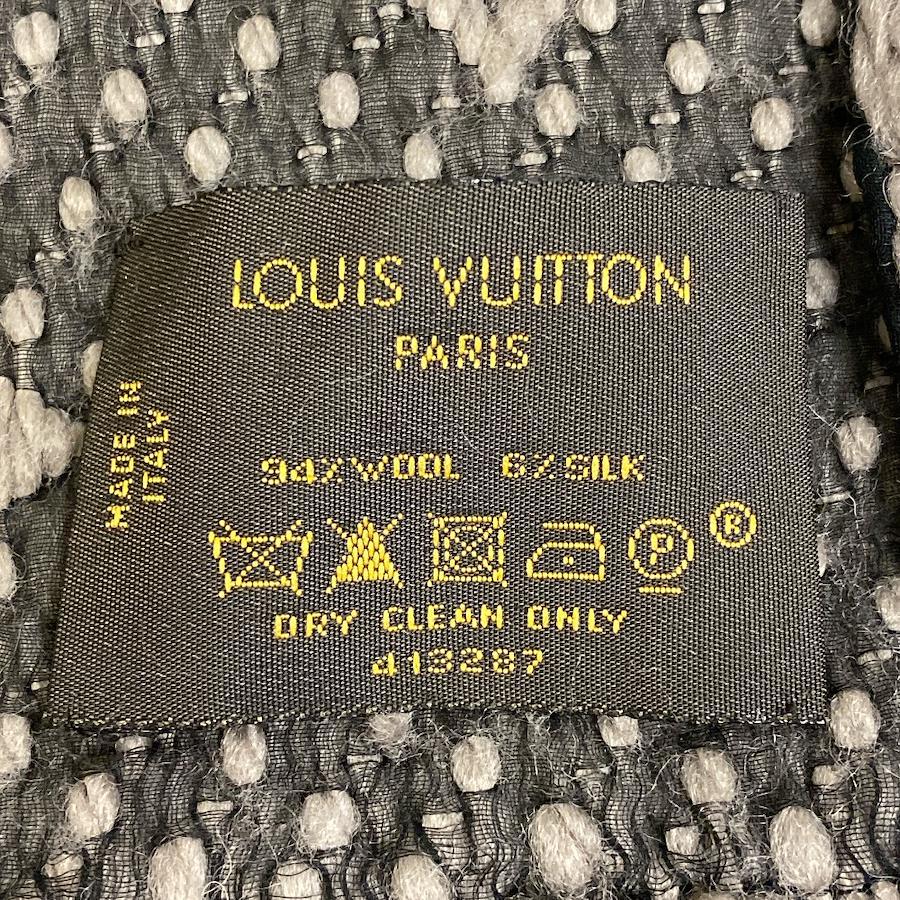 LOUIS VUITTON
PARIS
MADE IN
ITALY
94% WOOL 6% SILK
P ®
DRY CLEAN ONLY
413287